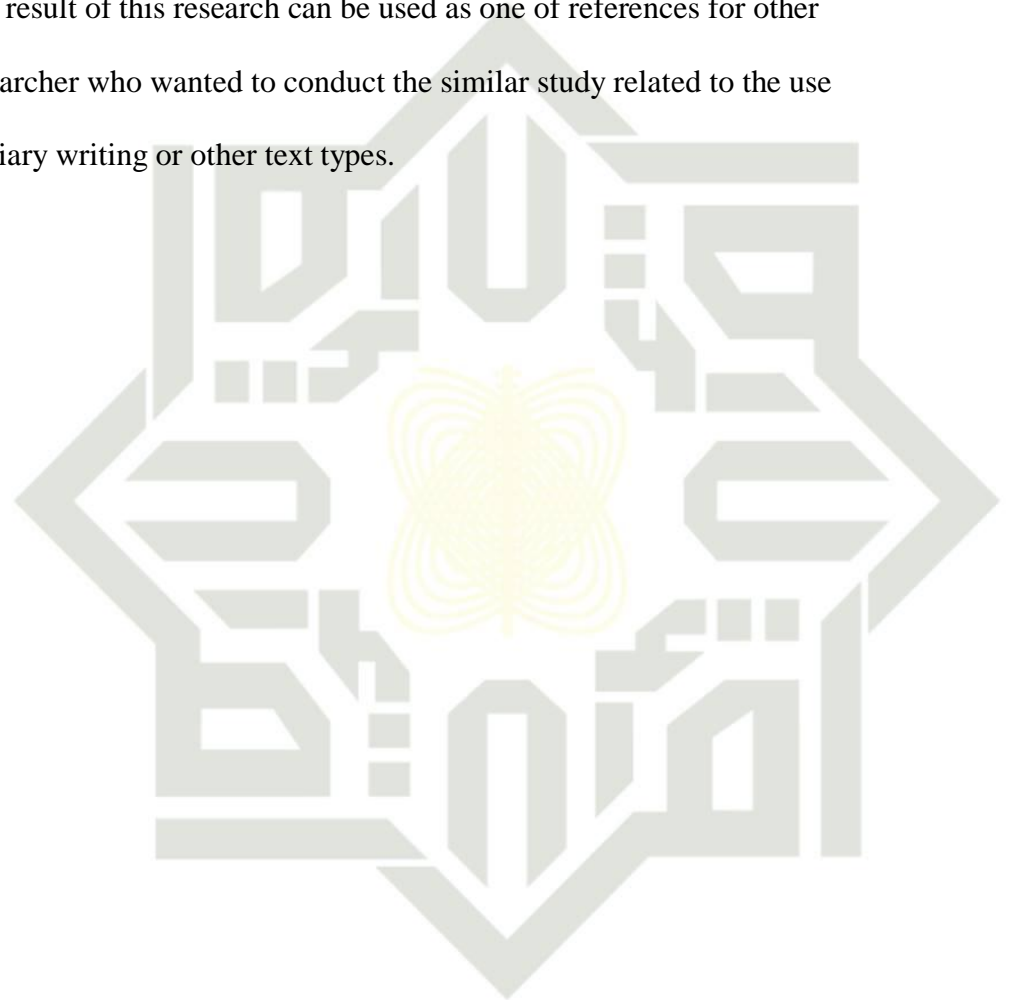 result of this research can be used as one of references for other
archer who wanted to conduct the similar study related to the use
iary writing or other text types.